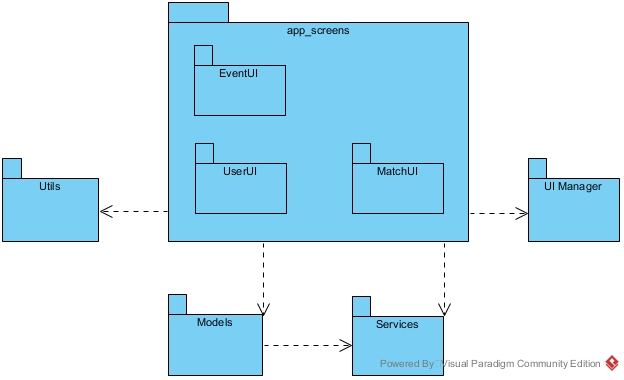 app_screens
EventUI
UserUI
MatchUI
Utils
UI Manager
Models
Services
Powered By Visual Paradigm Community Edition